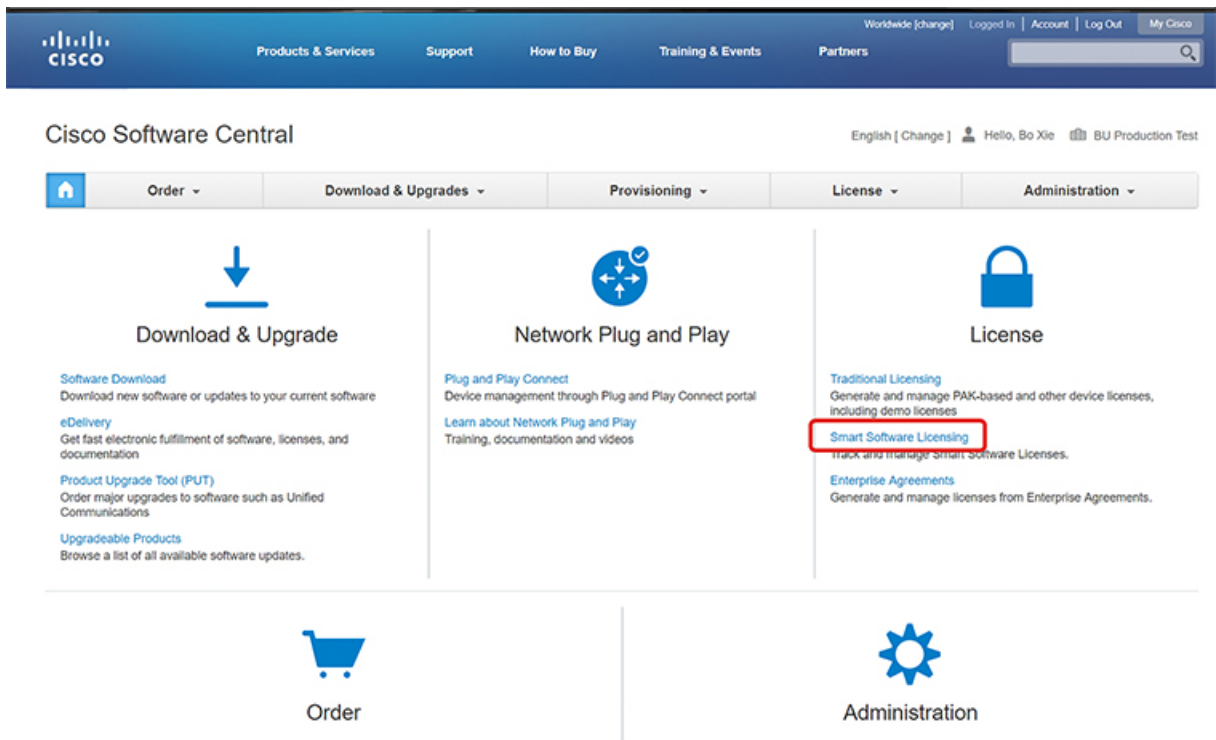 Worldwide [change] Logged In | Account | Log Out My Cisco
CISCO
Products & Services Support How to Buy Training & Events Partners
Cisco Software Central
English [ Change ] Hello, Bo Xie BU Production Test
Order Download & Upgrades Provisioning License Administration
Download & Upgrade
Software Download
Download new software or updates to your current software
eDelivery
Get fast electronic fulfillment of software, licenses, and
documentation
Product Upgrade Tool (PUT)
Order major upgrades to software such as Unified
Communications
Upgradeable Products
Browse a list of all available software updates.
Network Plug and Play
Plug and Play Connect
Device management through Plug and Play Connect portal
Learn about Network Plug and Play
Training, documentation and videos
License
Traditional Licensing
Generate and manage PAK-based and other device licenses,
including demo licenses
Smart Software Licensing
Track and manage Smart Software Licenses.
Enterprise Agreements
Generate and manage licenses from Enterprise Agreements.
Order
Administration